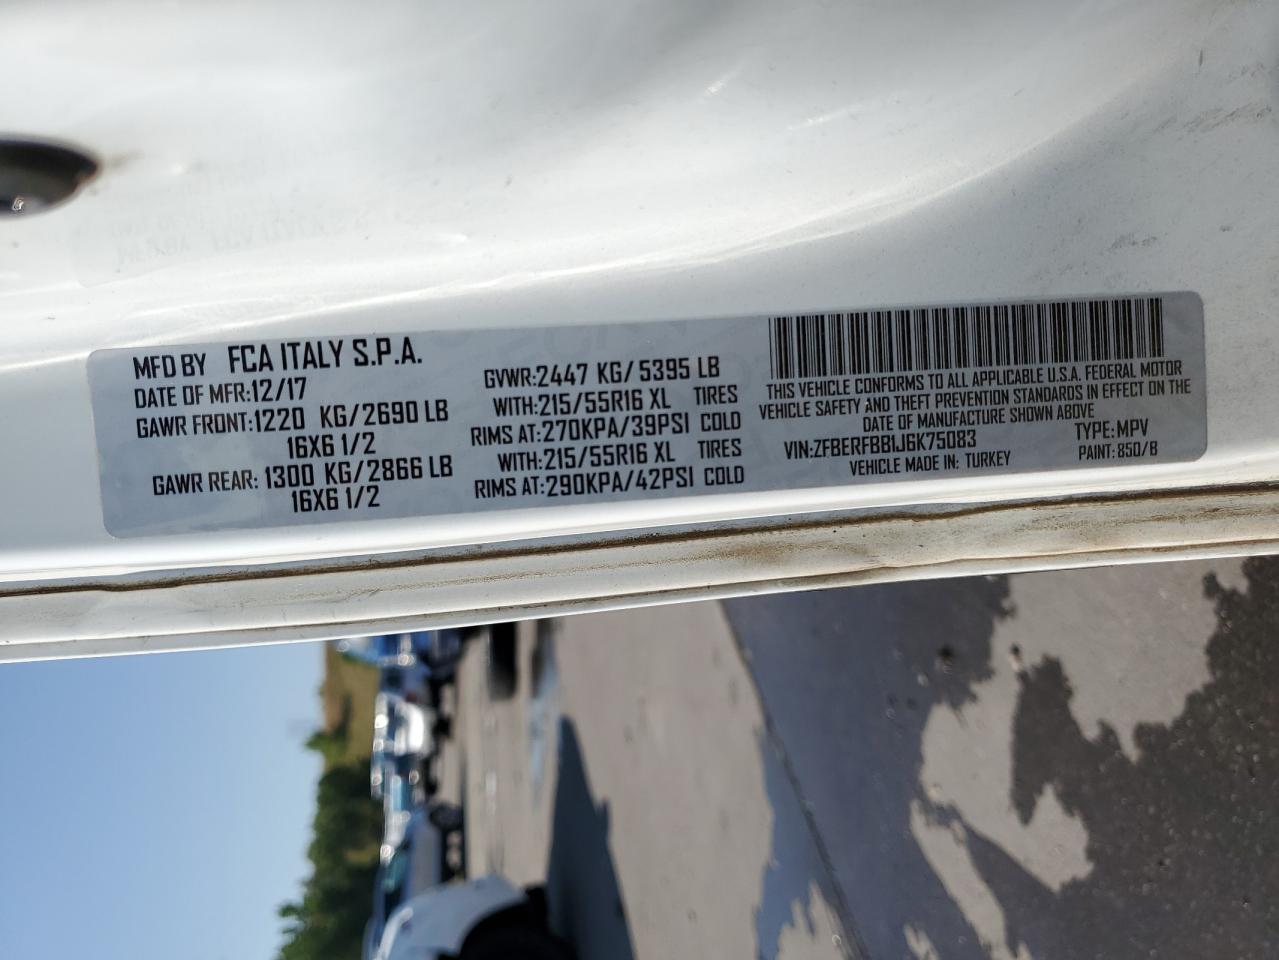 MFD BY FCA ITALY S.P.A.
DATE OF MFR:12/17
GAWR FRONT:1220 KG/2690 LB
16X6 1/2
GAWR REAR:1300 KG/2866 LB
16X6 1/2
GVWR:2447 KG/5395 LB
WITH:215/55R16 XL TIRES
RIMS AT:270KPA/39PSI COLD
WITH:215/55R16 XL TIRES
RIMS AT:290KPA/42PSI COLD
THIS VEHICLE CONFORMS TO ALL APPLICABLE U.S.A. FEDERAL MOTOR
VEHICLE SAFETY AND THEFT PREVENTION STANDARDS IN EFFECT ON THE
DATE OF MANUFACTURE SHOWN ABOVE
VIN:ZFBERFBB1J6K75083 TYPE:MPV
VEHICLE MADE IN: TURKEY PAINT: 850/B